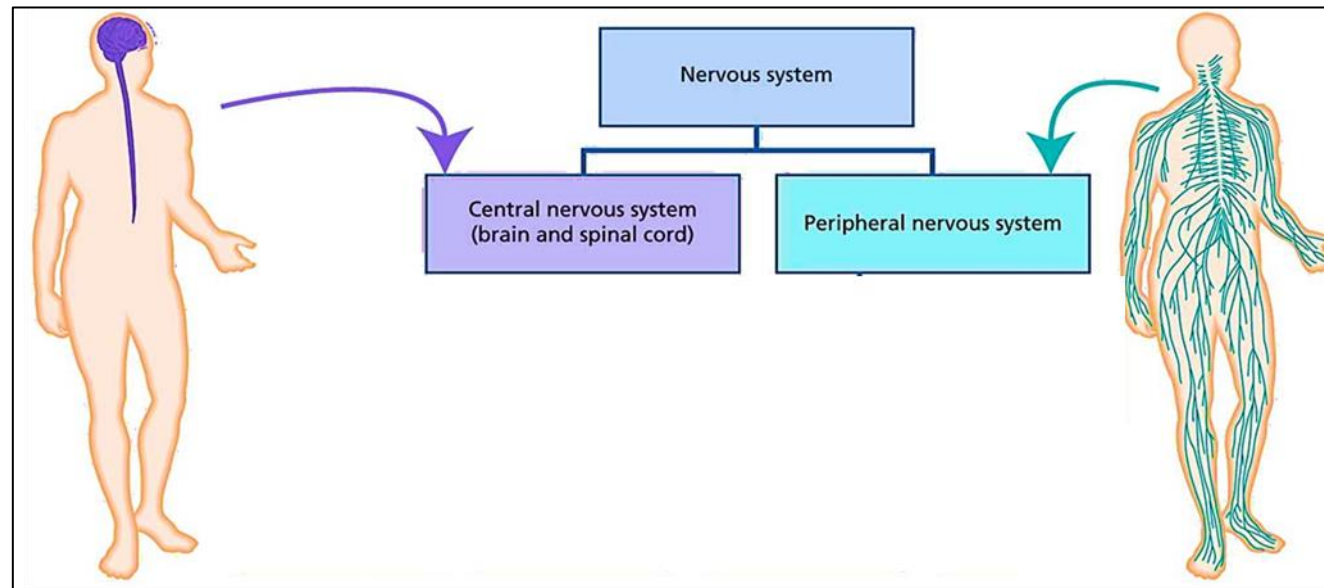 Nervous system
Central nervous system
(brain and spinal cord)
Peripheral nervous system